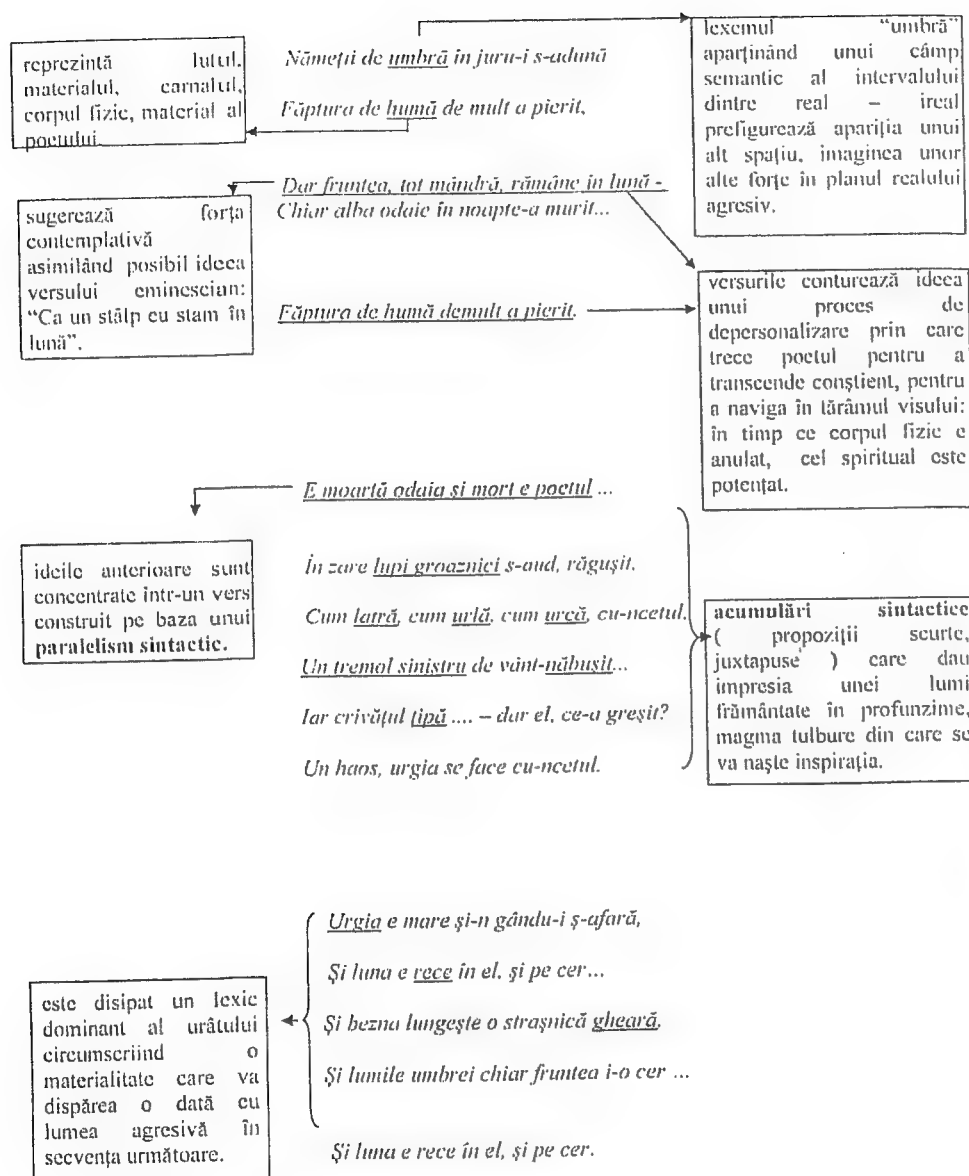 reprezintă lutul,
materialul, carnalul,
corpul fizic, material al
poetului.
Nămeții de umbră în juru-i s-adună
Făptura de humă de mult a pierit,
lexemul "umbră"
aparținând unui câmp
semantic al intervalului
dintre real – ireal
prefigurează apariția unui
alt spațiu, imaginea unor
alte forțe în planul realului
agresiv.
Dar fruntea, tot mândră, rămâne în lună -
Chiar alba odaie în noapte-a murit...
sugerează forța
contemplativă
asimilând posibil ideea
versului eminescian:
"Ca un stâlp eu stam în
lună".
Făptura de humă demult a pierit.
versurile conturează ideea
unui proces de
depersonalizare prin care
trece poetul pentru a
transcende conștient, pentru
a naviga în tărâmul visului:
în timp ce corpul fizic e
anulat, cel spiritual este
potențat.
E moartă odaia și mort e poetul ...
ideile anterioare sunt
concentrate într-un vers
construit pe baza unui
paralelism sintactic.
În zare lupi groaznici s-aud, răgușit,
Cum latră, cum urlă, cum urcă, cu-ncetul.
Un tremol sinistru de vânt-năbușit...
Iar crivățul țipă .... – dar el, ce-a greșit?
Un haos, urgia se face cu-ncetul.
acumulări sintactice
( propoziții scurte,
juxtapuse ) care dau
impresia unei lumi
frământate în profunzime,
magma tulbure din care se
va naște inspirația.
Urgia e mare și-n gându-i ș-afară,
Și luna e rece în el, și pe cer...
Și bezna lungește o strașnică gheară,
Și lumile umbrei chiar fruntea i-o cer ...
Și luna e rece în el, și pe cer.
este disipat un lexic
dominant al urâtului
circumscriind o
materialitate care va
dispărea o dată cu
lumea agresivă în
secvența următoare.